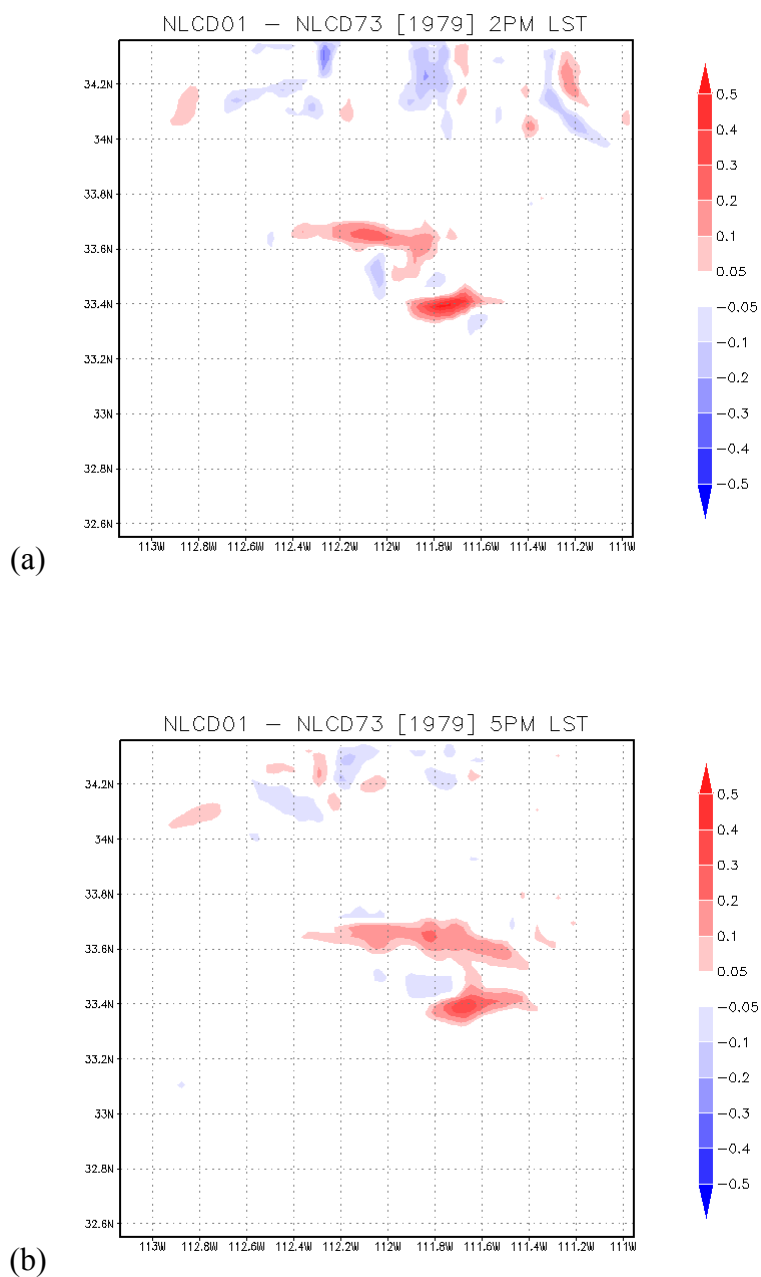 NLCD01 – NLCD73 [1979] 2PM LST
34.2N
34N
33.8N
33.6N
33.4N
33.2N
33N
32.8N
32.6N
113W 112.8W 112.6W 112.4W 112.2W 112W 111.8W 111.6W 111.4W 111.2W 111W
0.5
0.4
0.3
0.2
0.1
0.05
−0.05
−0.1
−0.2
−0.3
−0.4
−0.5
(a)
NLCD01 – NLCD73 [1979] 5PM LST
34.2N
34N
33.8N
33.6N
33.4N
33.2N
33N
32.8N
32.6N
113W 112.8W 112.6W 112.4W 112.2W 112W 111.8W 111.6W 111.4W 111.2W 111W
0.5
0.4
0.3
0.2
0.1
0.05
−0.05
−0.1
−0.2
−0.3
−0.4
−0.5
(b)